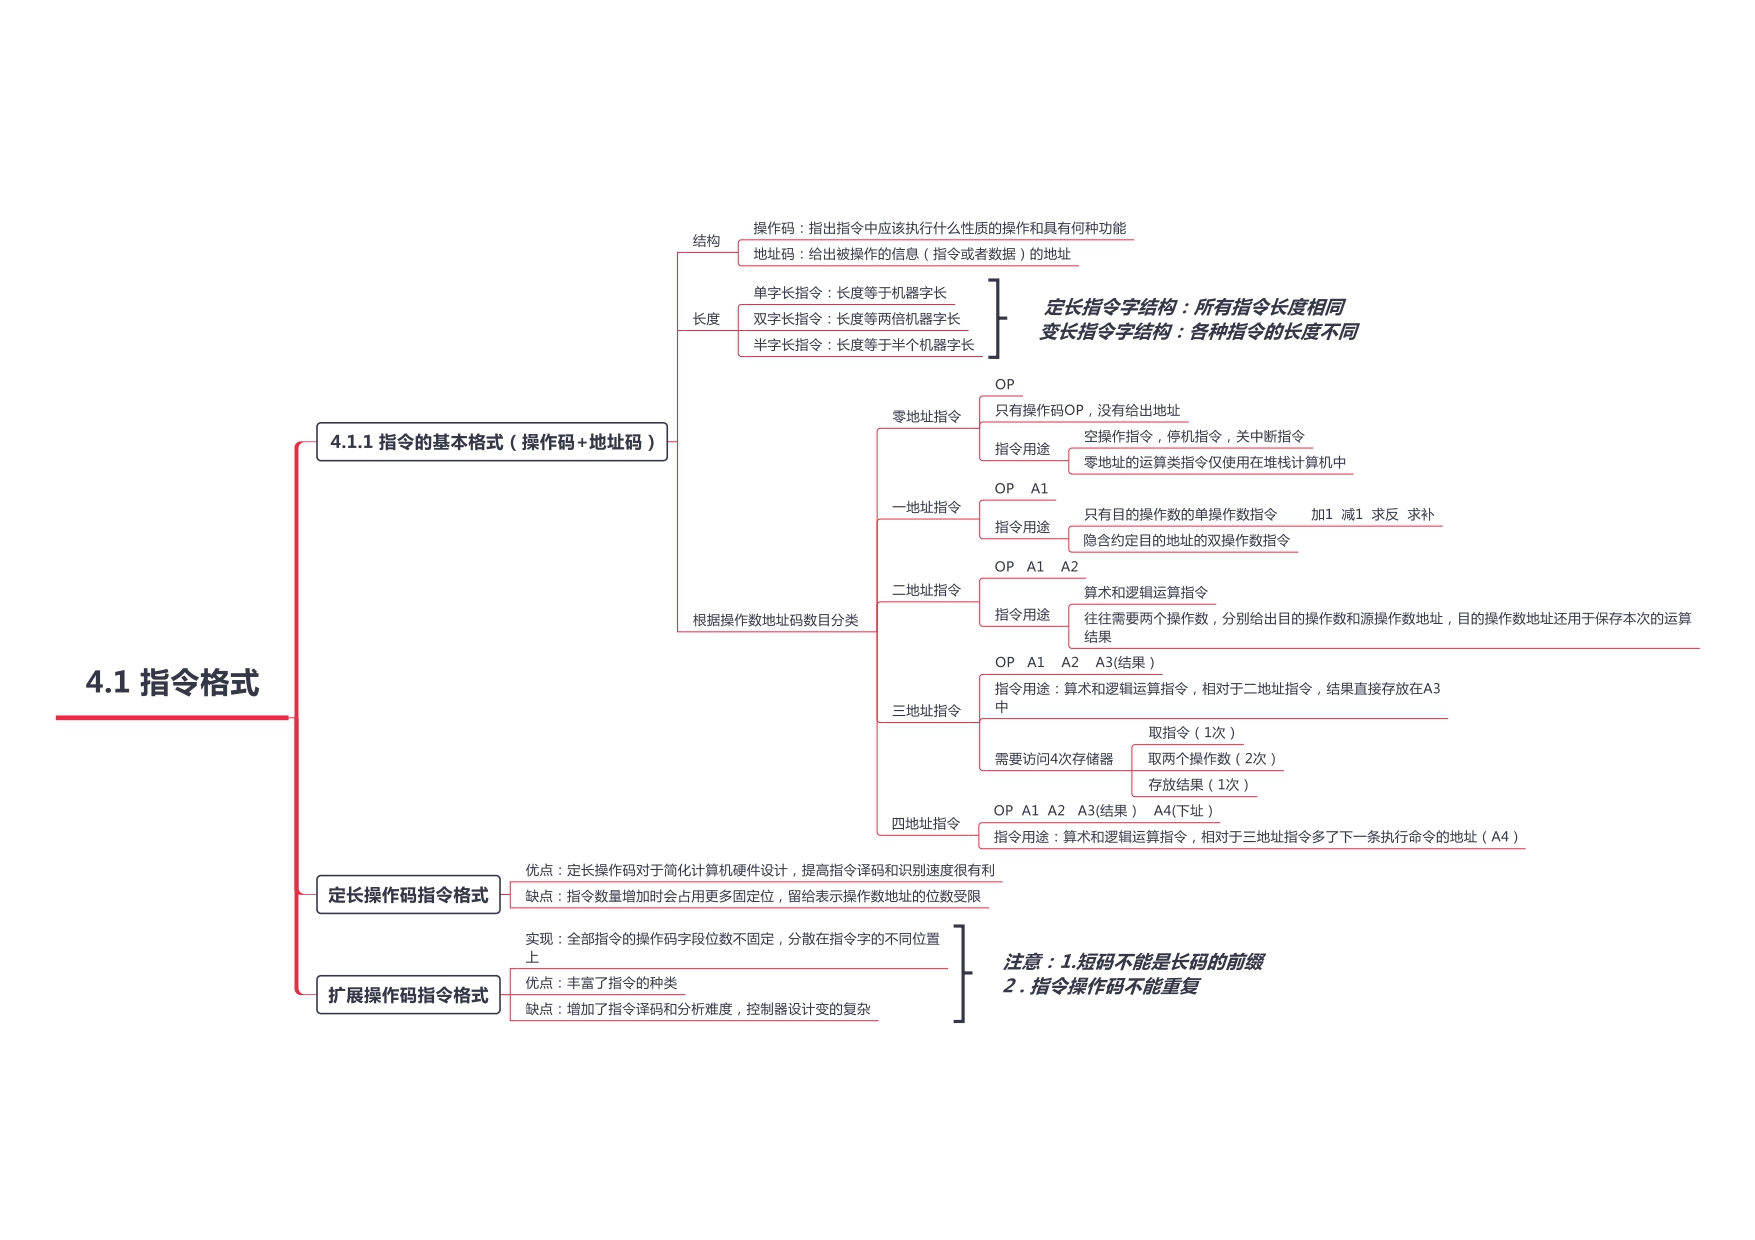 4.1 指令格式
4.1.1 指令的基本格式（操作码+地址码）
结构
操作码：指出指令中应该执行什么性质的操作和具有何种功能
地址码：给出被操作的信息（指令或者数据）的地址
长度
单字长指令：长度等于机器字长
双字长指令：长度等两倍机器字长
半字长指令：长度等于半个机器字长
定长指令字结构：所有指令长度相同
变长指令字结构：各种指令的长度不同
根据操作数地址码数目分类
零地址指令
OP
只有操作码OP，没有给出地址
指令用途
空操作指令，停机指令，关中断指令
零地址的运算类指令仅使用在堆栈计算机中
一地址指令
OP A1
指令用途
只有目的操作数的单操作数指令 加1 减1 求反 求补
隐含约定目的地址的双操作数指令
二地址指令
OP A1 A2
指令用途
算术和逻辑运算指令
往往需要两个操作数，分别给出目的操作数和源操作数地址，目的操作数地址还用于保存本次的运算
结果
三地址指令
OP A1 A2 A3(结果）
指令用途：算术和逻辑运算指令，相对于二地址指令，结果直接存放在A3
中
需要访问4次存储器
取指令（1次）
取两个操作数（2次）
存放结果（1次）
四地址指令
OP A1 A2 A3(结果） A4(下址）
指令用途：算术和逻辑运算指令，相对于三地址指令多了下一条执行命令的地址（A4）
定长操作码指令格式
优点：定长操作码对于简化计算机硬件设计，提高指令译码和识别速度很有利
缺点：指令数量增加时会占用更多固定位，留给表示操作数地址的位数受限
扩展操作码指令格式
实现：全部指令的操作码字段位数不固定，分散在指令字的不同位置
上
优点：丰富了指令的种类
缺点：增加了指令译码和分析难度，控制器设计变的复杂
注意：1.短码不能是长码的前缀
2 . 指令操作码不能重复